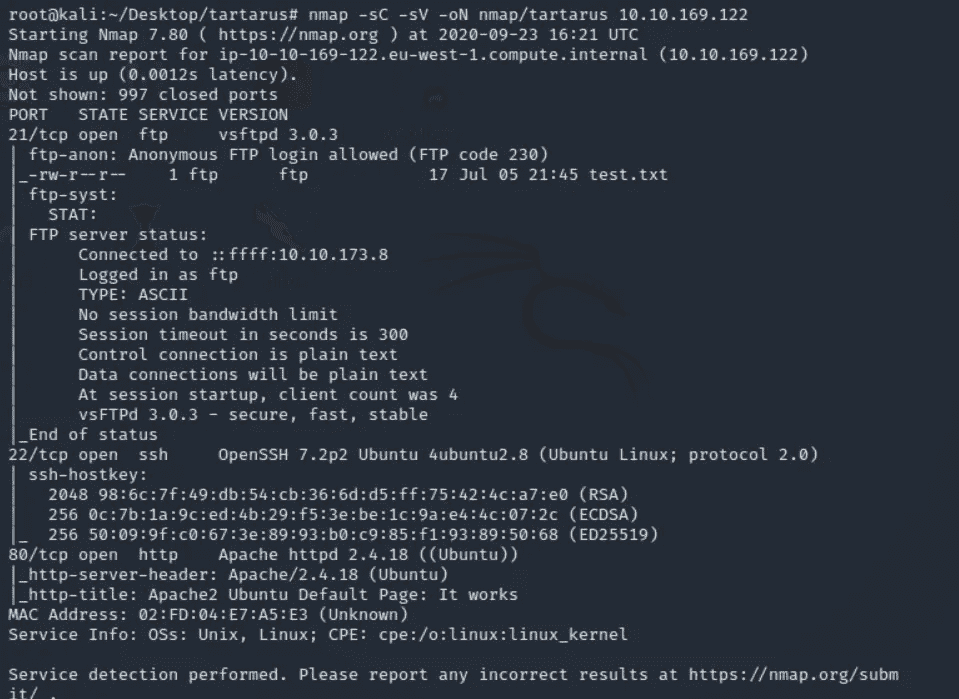 root@kali:~/Desktop/tartarus# nmap -sC -sV -oN nmap/tartarus 10.10.169.122
Starting Nmap 7.80 ( https://nmap.org ) at 2020-09-23 16:21 UTC
Nmap scan report for ip-10-10-169-122.eu-west-1.compute.internal (10.10.169.122)
Host is up (0.0012s latency).
Not shown: 997 closed ports
PORT   STATE SERVICE VERSION
21/tcp open  ftp     vsftpd 3.0.3
| ftp-anon: Anonymous FTP login allowed (FTP code 230)
|_-rw-r--r--    1 ftp      ftp            17 Jul 05 21:45 test.txt
| ftp-syst:
|   STAT:
| FTP server status:
|      Connected to ::ffff:10.10.173.8
|      Logged in as ftp
|      TYPE: ASCII
|      No session bandwidth limit
|      Session timeout in seconds is 300
|      Control connection is plain text
|      Data connections will be plain text
|      At session startup, client count was 4
|      vsFTPd 3.0.3 - secure, fast, stable
|_End of status
22/tcp open  ssh     OpenSSH 7.2p2 Ubuntu 4ubuntu2.8 (Ubuntu Linux; protocol 2.0)
| ssh-hostkey:
|   2048 98:6c:7f:49:db:54:cb:36:6d:d5:ff:75:42:4c:a7:e0 (RSA)
|   256 0c:7b:1a:9c:ed:4b:29:f5:3e:be:1c:9a:e4:4c:07:2c (ECDSA)
|_  256 50:09:9f:c0:67:3e:89:93:b0:c9:85:f1:93:89:50:68 (ED25519)
80/tcp open  http    Apache httpd 2.4.18 ((Ubuntu))
|_http-server-header: Apache/2.4.18 (Ubuntu)
|_http-title: Apache2 Ubuntu Default Page: It works
MAC Address: 02:FD:04:E7:A5:E3 (Unknown)
Service Info: OSs: Unix, Linux; CPE: cpe:/o:linux:linux_kernel
Service detection performed. Please report any incorrect results at https://nmap.org/subm
it/ .